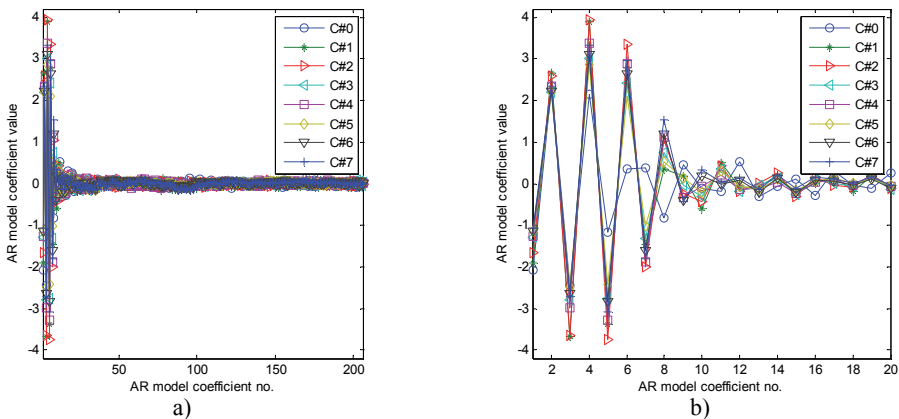 4
3
2
1
0
-1
-2
-3
-4
AR model coefficient value
C#0
C#1
C#2
C#3
C#4
C#5
C#6
C#7
50 100 150 200
AR model coefficient no.
a)
4
3
2
1
0
-1
-2
-3
-4
AR model coefficient value
C#0
C#1
C#2
C#3
C#4
C#5
C#6
C#7
2 4 6 8 10 12 14 16 18 20
AR model coefficient no.
b)